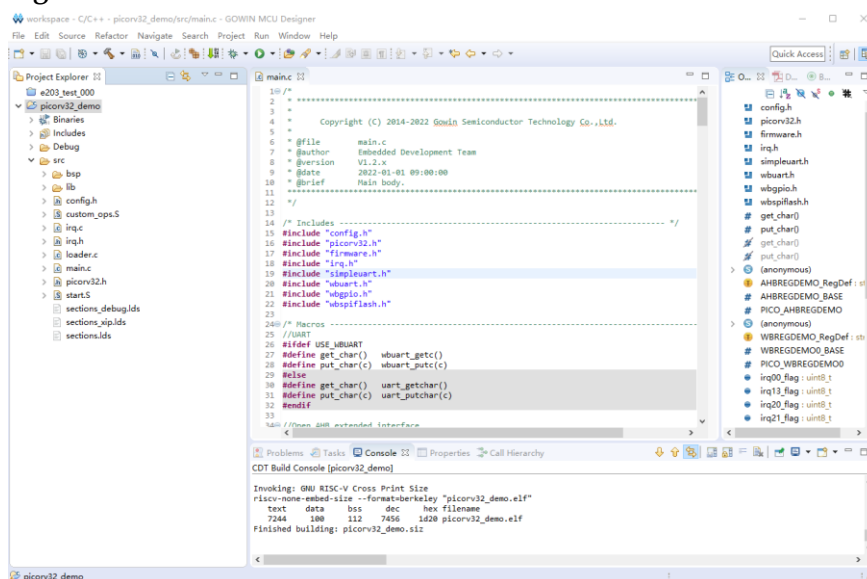 workspace - C/C++ - picorv32_demo/src/main.c - GOWIN MCU Designer
File Edit Source Refactor Navigate Search Project Run Window Help
Quick Access
Project Explorer
e203_test_000
picorv32_demo
Binaries
Includes
Debug
src
bsp
lib
config.h
custom_ops.S
irq.c
irq.h
loader.c
main.c
picorv32.h
start.S
sections_debug.lds
sections_xip.lds
sections.lds
main.c
1 /*
2 * ******************************************************************************************
3 *
4 * Copyright (C) 2014-2022 Gowin Semiconductor Technology Co.,Ltd.
5 *
6 * @file main.c
7 * @author Embedded Development Team
8 * @version V1.2.x
9 * @date 2022-01-01 09:00:00
10 * @brief Main body.
11 ******************************************************************************************
12 */
13
14 /* Includes ------------------------------------------------------------------ */
15 #include "config.h"
16 #include "picorv32.h"
17 #include "firmware.h"
18 #include "irq.h"
19 #include "simpleuart.h"
20 #include "wbuart.h"
21 #include "wbgpio.h"
22 #include "wbspiflash.h"
23
24 /* Macros --------------------------------------------------------------------
25 //UART
26 #ifdef USE_WBUART
27 #define get_char() wbuart_getc()
28 #define put_char(c) wbuart_putc(c)
29 #else
30 #define get_char() uart_getchar()
31 #define put_char(c) uart_putchar(c)
32 #endif
33
34 //Open AHB extended interface
O...
D...
B...
config.h
picorv32.h
firmware.h
irq.h
simpleuart.h
wbuart.h
wbgpio.h
wbspiflash.h
get_char()
put_char()
get_char()
put_char()
(anonymous)
AHBREGDEMO_RegDef : st
AHBREGDEMO_BASE
PICO_AHBREGDEMO
(anonymous)
WBREGDEMO_RegDef : str
WBREGDEMO0_BASE
PICO_WBREGDEMO0
irq00_flag : uint8_t
irq13_flag : uint8_t
irq20_flag : uint8_t
irq21_flag : uint8_t
Problems Tasks Console Properties Call Hierarchy
CDT Build Console [picorv32_demo]
Invoking: GNU RISC-V Cross Print Size
riscv-none-embed-size --format=berkeley "picorv32_demo.elf"
text data bss dec hex filename
7244 100 112 7456 1d20 picorv32_demo.elf
Finished building: picorv32_demo.siz
picorv32_demo